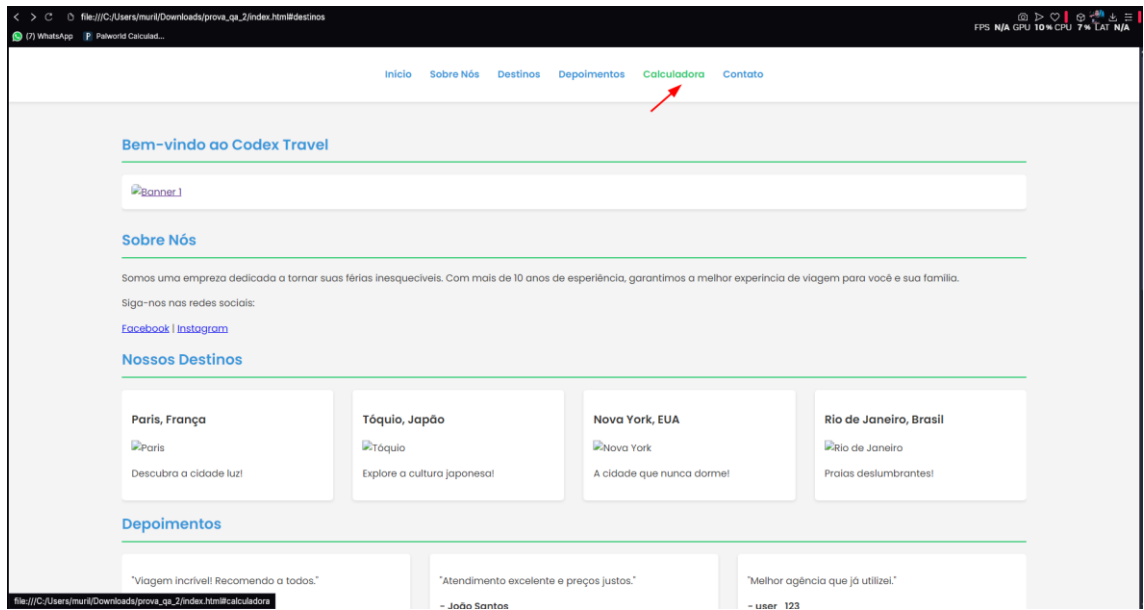 file:///C:/Users/muril/Downloads/prova_qa_2/index.html#destinos
FPS N/A GPU 10% CPU 7% LAT N/A
(7) WhatsApp P Palworld Calculad...
Início Sobre Nós Destinos Depoimentos Calculadora Contato
Bem-vindo ao Codex Travel
Banner 1
Sobre Nós
Somos uma empreza dedicada a tornar suas férias inesqueciveis. Com mais de 10 anos de esperiência, garantimos a melhor experincia de viagem para você e sua familia.
Siga-nos nas redes sociais:
Facebook | Instagram
Nossos Destinos
Paris, França
Paris
Descubra a cidade luz!
Tóquio, Japão
Tóquio
Explore a cultura japonesa!
Nova York, EUA
Nova York
A cidade que nunca dorme!
Rio de Janeiro, Brasil
Rio de Janeiro
Praias deslumbrantes!
Depoimentos
"Viagem incrível! Recomendo a todos."
"Atendimento excelente e preços justos."
- João Santos
"Melhor agência que já utilizei."
- user_123
file:///C:/Users/muril/Downloads/prova_qa_2/index.html#calculadora